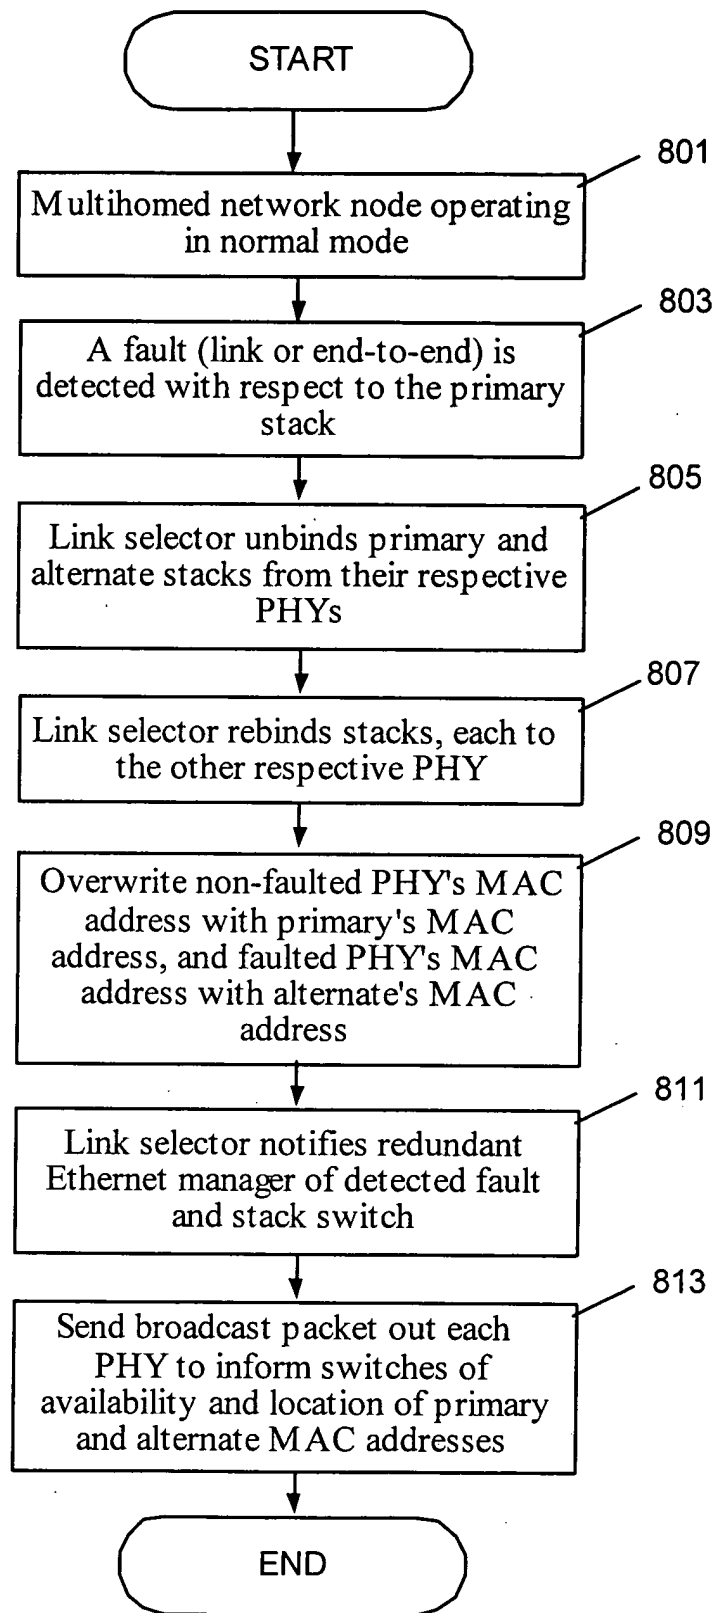 START
801
Multihomed network node operating
in normal mode
803
A fault (link or end-to-end) is
detected with respect to the primary
stack
805
Link selector unbinds primary and
alternate stacks from their respective
PHYs
807
Link selector rebinds stacks, each to
the other respective PHY
809
Overwrite non-faulted PHY's MAC
address with primary's MAC
address, and faulted PHY's MAC
address with alternate's MAC
address
811
Link selector notifies redundant
Ethernet manager of detected fault
and stack switch
813
Send broadcast packet out each
PHY to inform switches of
availability and location of primary
and alternate MAC addresses
END